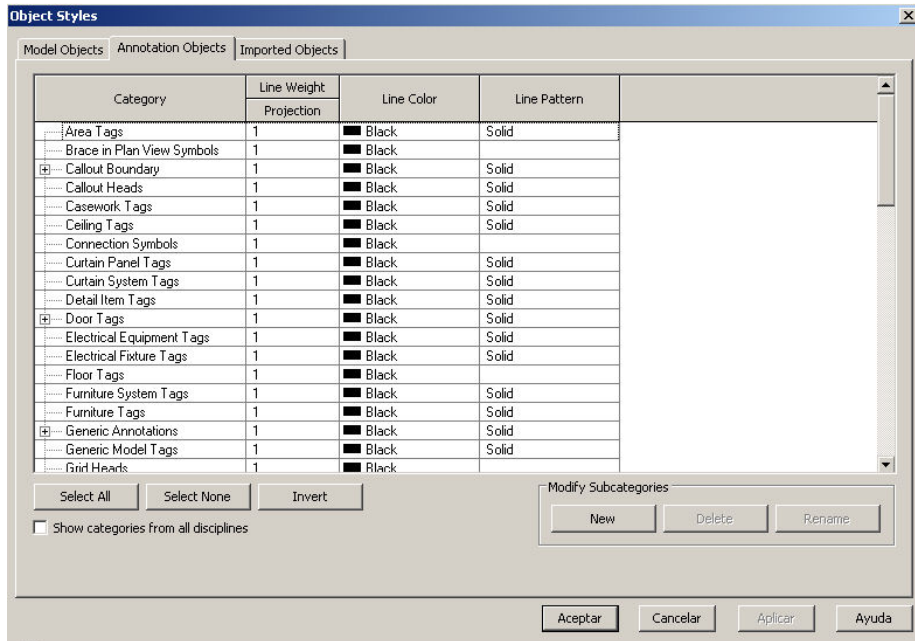 Object Styles
Model Objects Annotation Objects Imported Objects
Category Line Weight Line Color Line Pattern
Projection
Area Tags 1 Black Solid
Brace in Plan View Symbols 1 Black
Callout Boundary 1 Black Solid
Callout Heads 1 Black Solid
Casework Tags 1 Black Solid
Ceiling Tags 1 Black Solid
Connection Symbols 1 Black
Curtain Panel Tags 1 Black Solid
Curtain System Tags 1 Black Solid
Detail Item Tags 1 Black Solid
Door Tags 1 Black Solid
Electrical Equipment Tags 1 Black Solid
Electrical Fixture Tags 1 Black Solid
Floor Tags 1 Black
Furniture System Tags 1 Black Solid
Furniture Tags 1 Black Solid
Generic Annotations 1 Black Solid
Generic Model Tags 1 Black Solid
Grid Heads 1 Black
Select All Select None Invert
Modify Subcategories
New Delete Rename
Show categories from all disciplines
Aceptar Cancelar Aplicar Ayuda